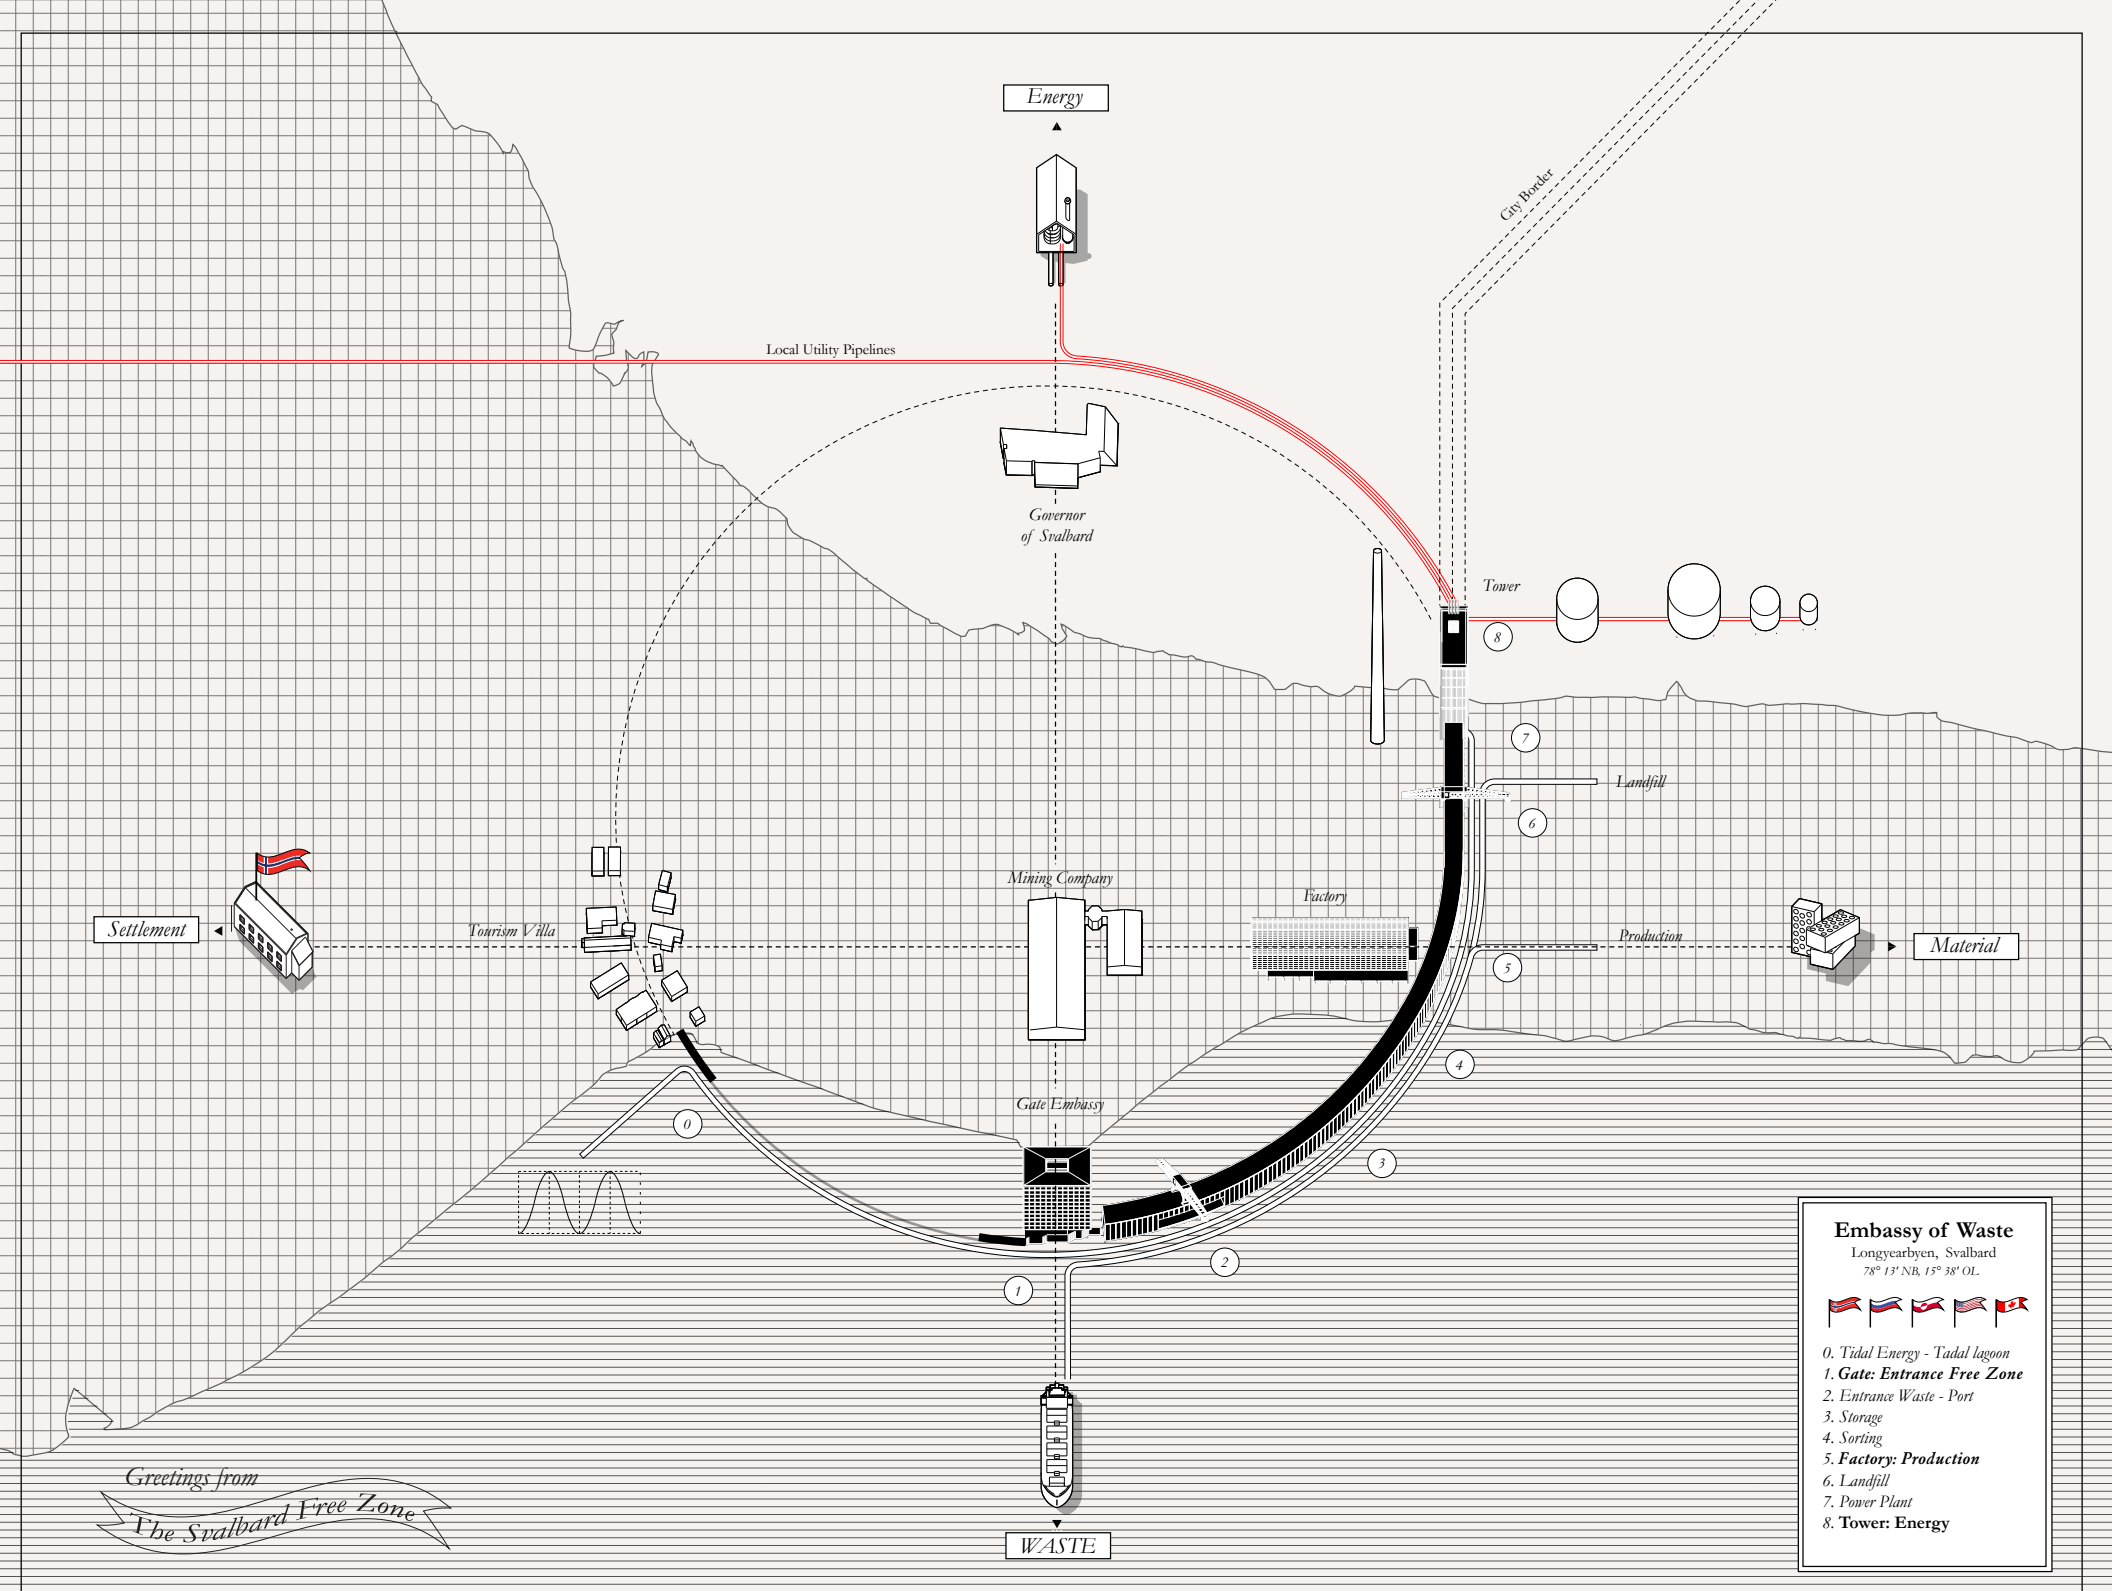 Energy
City Border
Local Utility Pipelines
Governor
of Svalbard
Tower
8
7
Landfill
6
Mining Company
Factory
Settlement
Tourism Villa
Production
Material
5
4
Gate Embassy
0
3
2
1
Embassy of Waste
Longyearbyen, Svalbard
78° 13' NB, 15° 38' OL
0. Tidal Energy - Tadal lagoon
1. Gate: Entrance Free Zone
2. Entrance Waste - Port
3. Storage
4. Sorting
5. Factory: Production
6. Landfill
7. Power Plant
8. Tower: Energy
Greetings from
The Svalbard Free Zone
WASTE